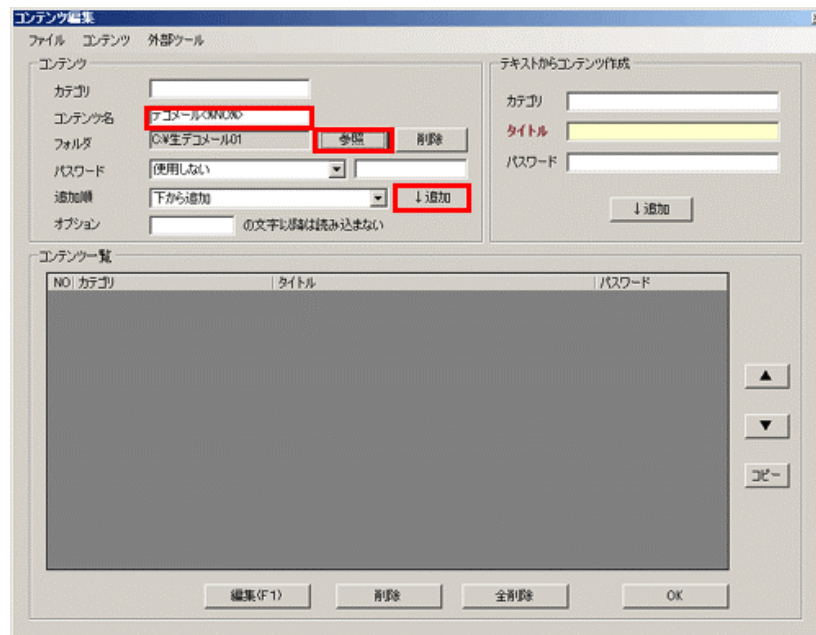 コンテンツ編集
ファイル コンテンツ 外部ツール
コンテンツ
カテゴリ
コンテンツ名 デコメール<%NO%>
フォルダ C:¥生デコメール01 参照 削除
パスワード 使用しない
追加順 下から追加 ↓追加
オプション の文字以降は読み込まない
テキストからコンテンツ作成
カテゴリ
タイトル
パスワード
↓追加
コンテンツ一覧
NO カテゴリ タイトル パスワード
▲
▼
コピー
編集(F1) 削除 全削除 OK